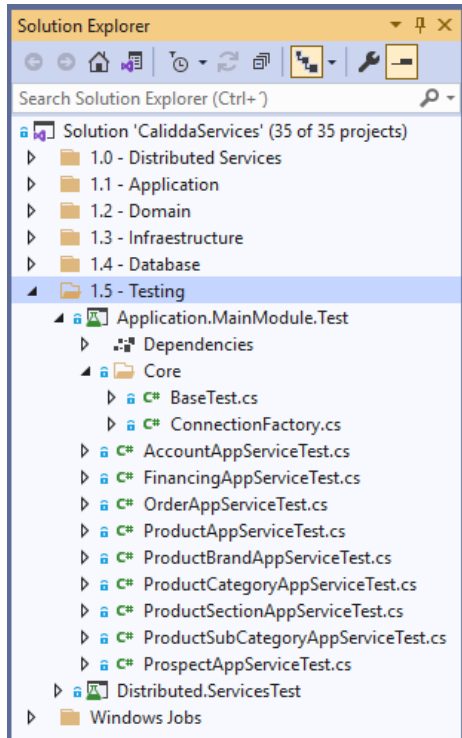 Solution Explorer
Search Solution Explorer (Ctrl+´)
Solution 'CaliddaServices' (35 of 35 projects)
1.0 - Distributed Services
1.1 - Application
1.2 - Domain
1.3 - Infraestructure
1.4 - Database
1.5 - Testing
Application.MainModule.Test
Dependencies
Core
C# BaseTest.cs
C# ConnectionFactory.cs
C# AccountAppServiceTest.cs
C# FinancingAppServiceTest.cs
C# OrderAppServiceTest.cs
C# ProductAppServiceTest.cs
C# ProductBrandAppServiceTest.cs
C# ProductCategoryAppServiceTest.cs
C# ProductSectionAppServiceTest.cs
C# ProductSubCategoryAppServiceTest.cs
C# ProspectAppServiceTest.cs
Distributed.ServicesTest
Windows Jobs